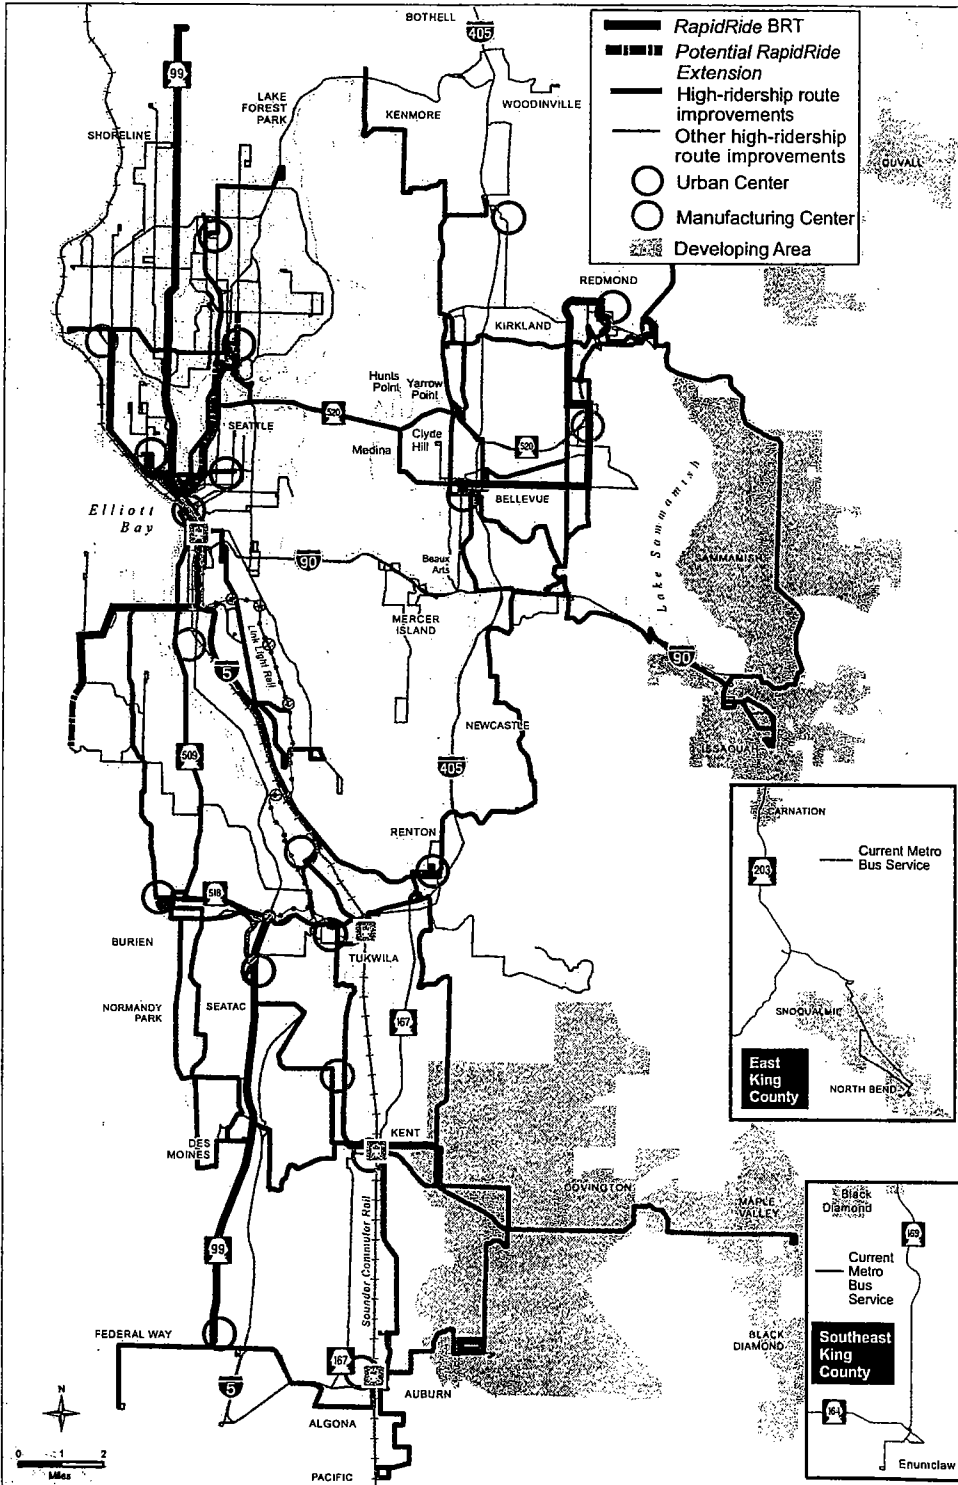 BOTHELL
405
RapidRide BRT
Potential RapidRide
Extension
High-ridership route
improvements
Other high-ridership
route improvements
Urban Center
Manufacturing Center
Developing Area
99
LAKE
FOREST
PARK
KENMORE
WOODINVILLE
SHORELINE
DUVALL
REDMOND
KIRKLAND
Hunts
Point
Yarrow
Point
520
SEATTLE
Clyde
Hill
520
Medina
BELLEVUE
Elliott
Bay
Lake Sammamish
SAMMAMISH
90
Beaux
Arts
MERCER
ISLAND
Link Light Rail
5
90
NEWCASTLE
ISSAQUAH
509
405
RENTON
CARNATION
Current Metro
Bus Service
203
518
BURIEN
TUKWILA
NORMANDY
PARK
SEATAC
167
SNOQUALMIE
East
King
County
NORTH BEND
DES
MOINES
KENT
COVINGTON
MAPLE
VALLEY
Black
Diamond
169
Sounder Commuter Rail
99
Current
Metro
Bus
Service
FEDERAL WAY
BLACK
DIAMOND
Southeast
King
County
167
5
AUBURN
N
ALGONA
164
0 1 2
Miles
PACIFIC
Enumclaw